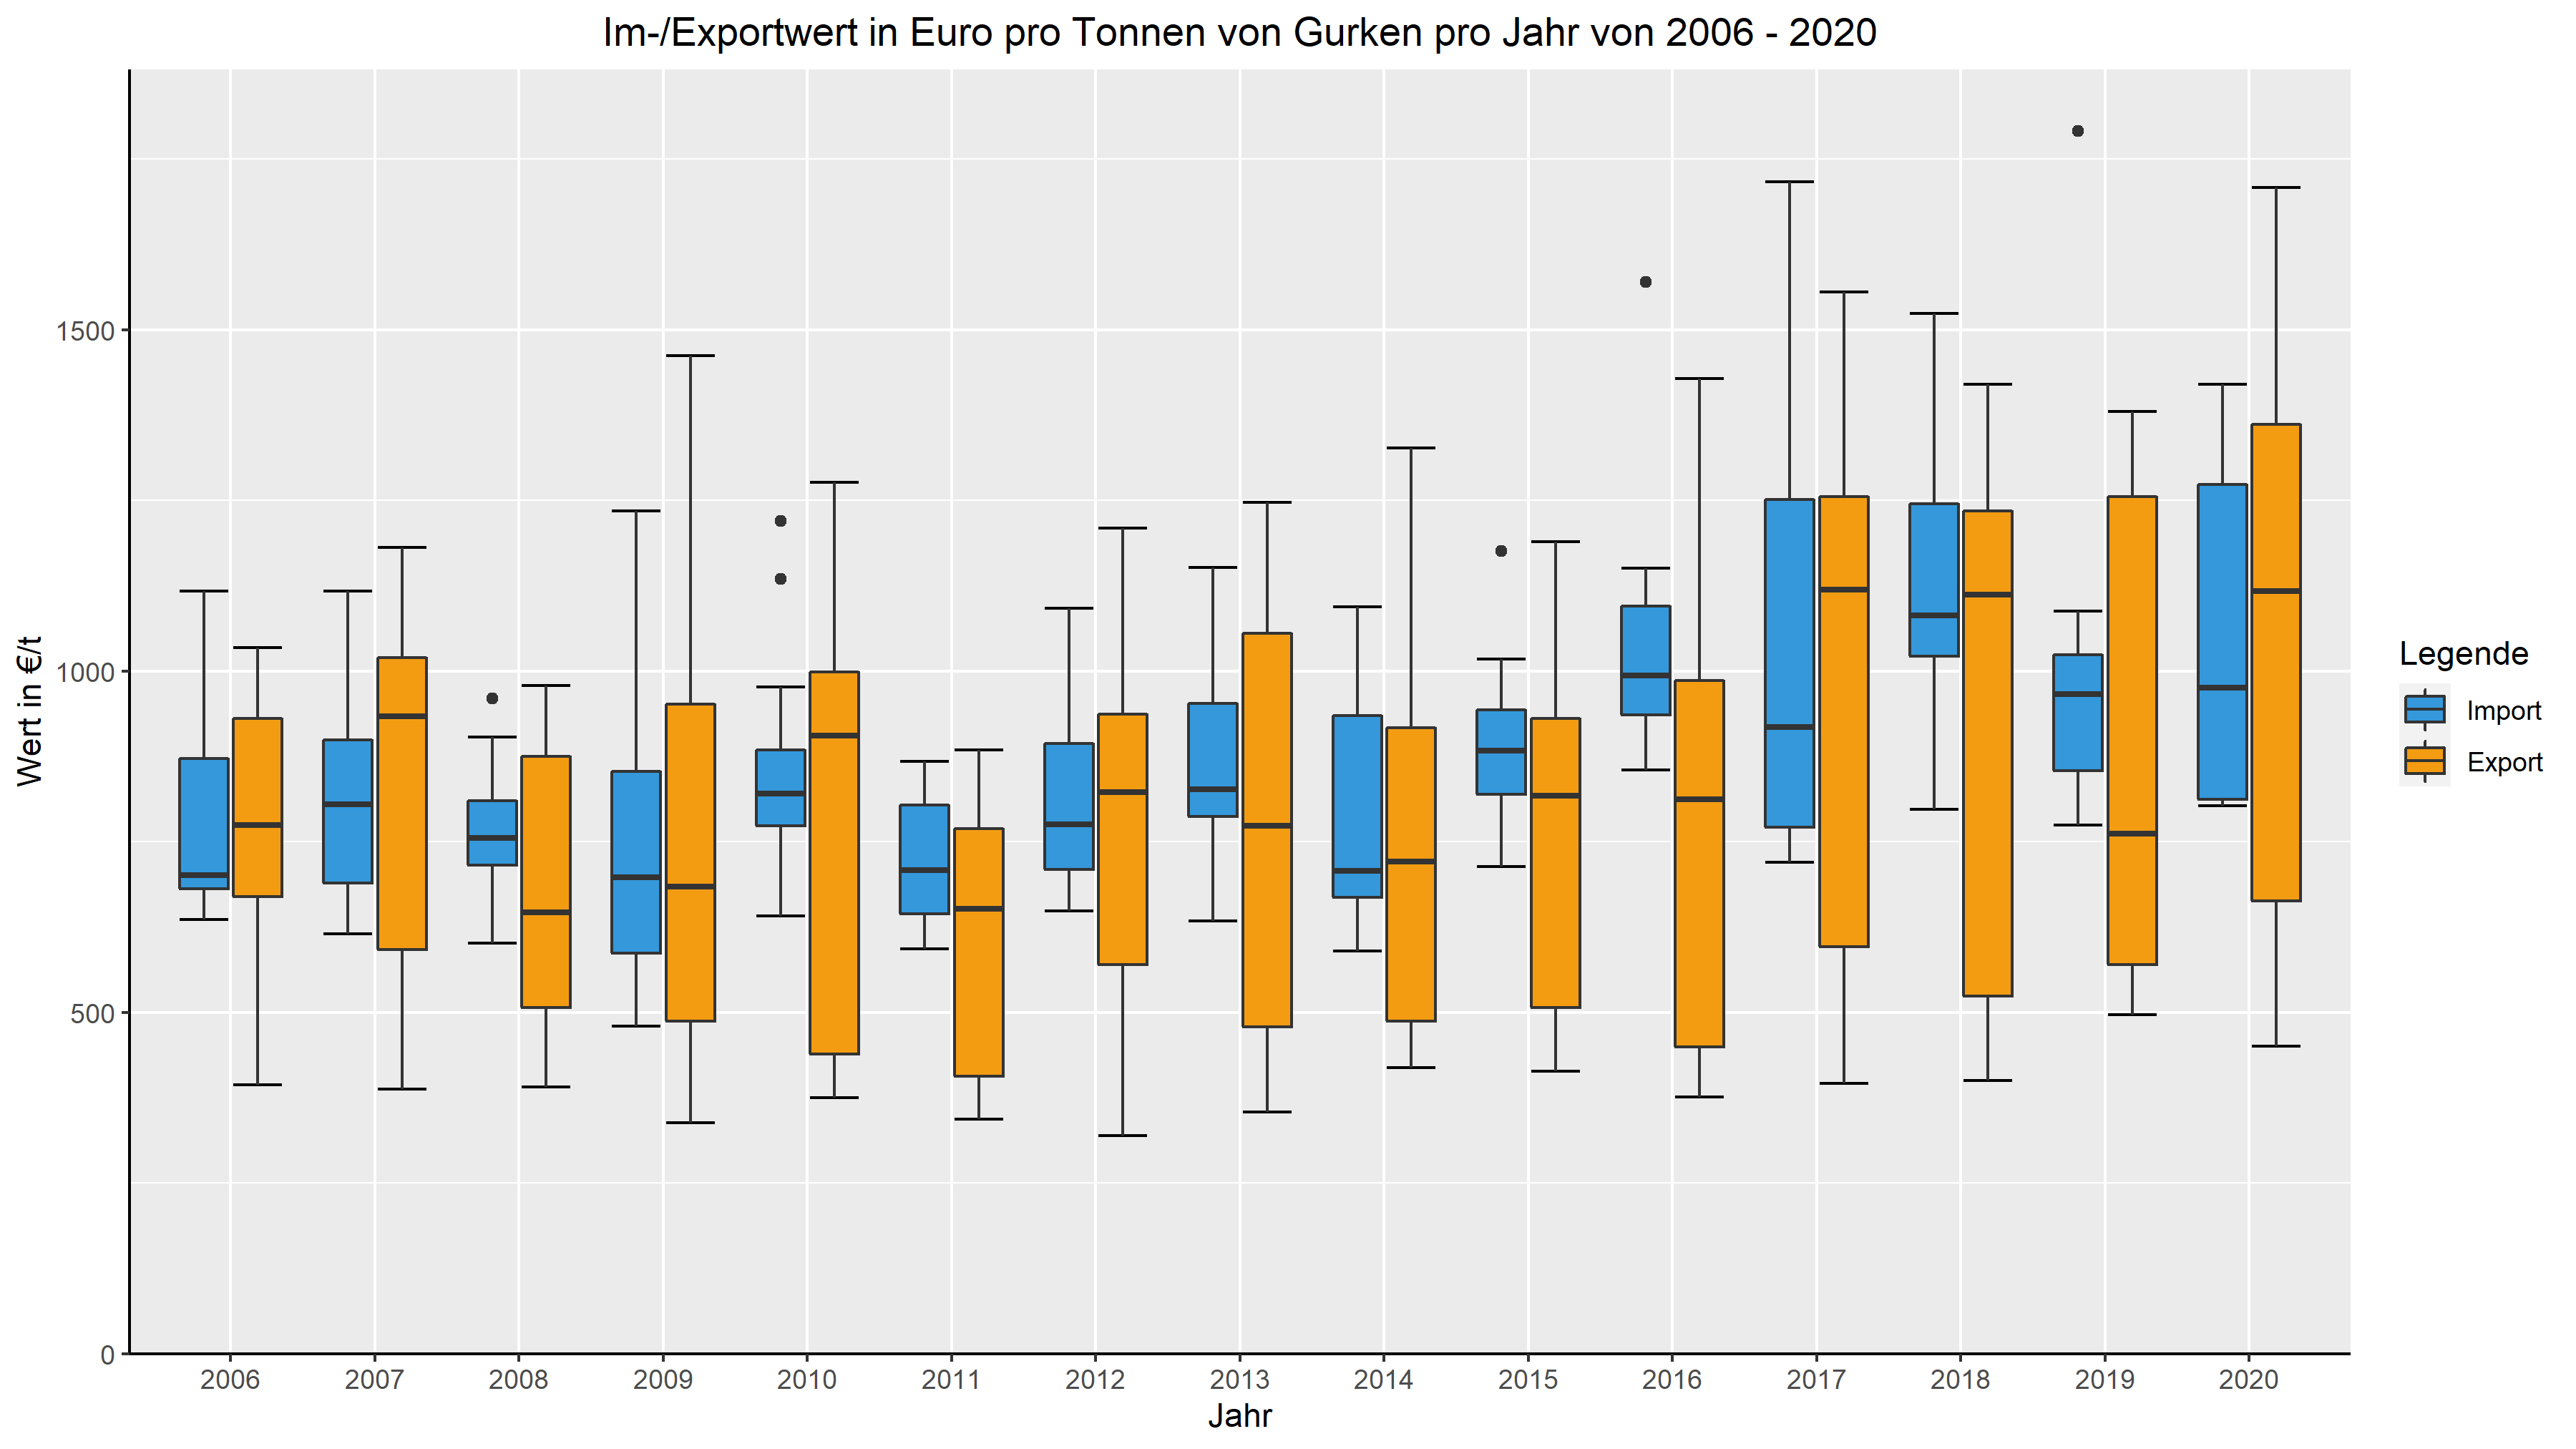 Im-/Exportwert in Euro pro Tonnen von Gurken pro Jahr von 2006 - 2020
Wert in €/t
1500
1000
500
0
2006 2007 2008 2009 2010 2011 2012 2013 2014 2015 2016 2017 2018 2019 2020
Jahr
Legende
Import
Export